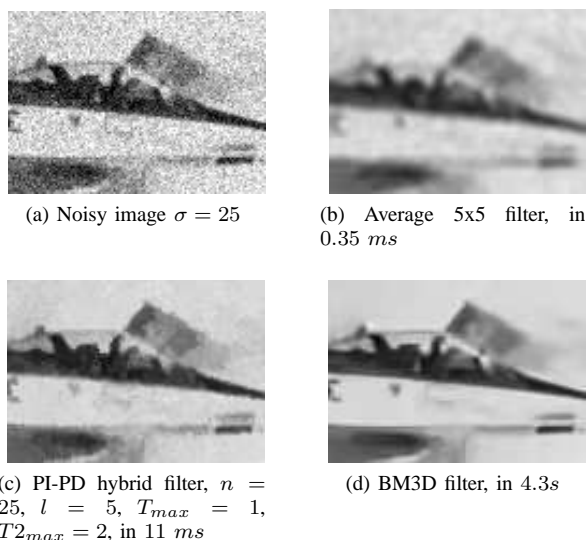 (a) Noisy image σ = 25
(b) Average 5x5 filter, in
0.35 ms
(c) PI-PD hybrid filter, n =
25, l = 5, Tmax = 1,
T2max = 2, in 11 ms
(d) BM3D filter, in 4.3s